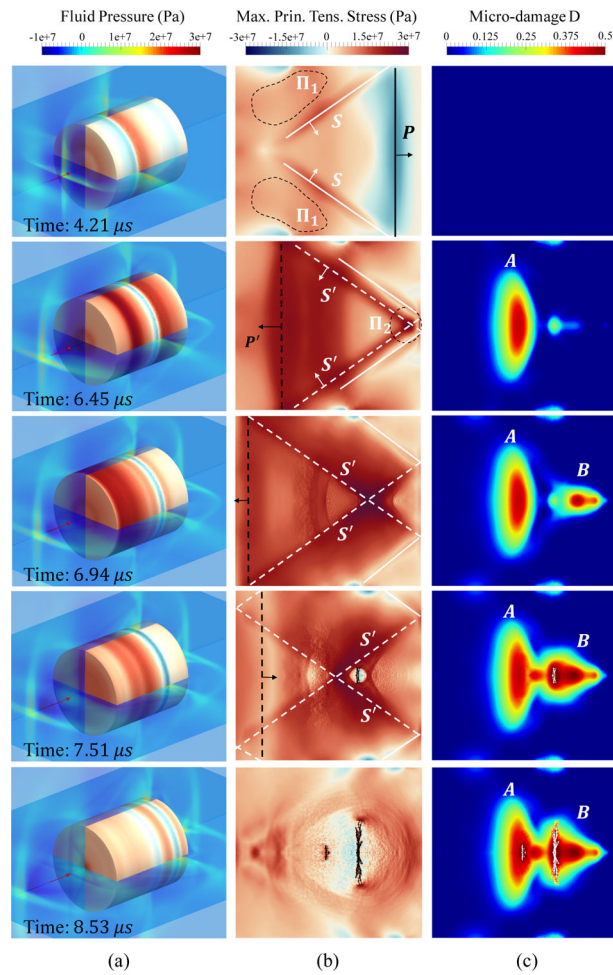 Fluid Pressure (Pa)
-1e+7 0 1e+7 2e+7 3e+7
Max. Prin. Tens. Stress (Pa)
-3e+7 -1.5e+7 0 1.5e+7 3e+7
Micro-damage D
0 0.125 0.25 0.375 0.5
Time: 4.21 μs
Π₁
S
P
S
Π₁
Time: 6.45 μs
S′
Π₂
P′
S′
A
Time: 6.94 μs
S′
S′
A
B
Time: 7.51 μs
S′
S′
A
B
Time: 8.53 μs
A
B
(a) (b) (c)